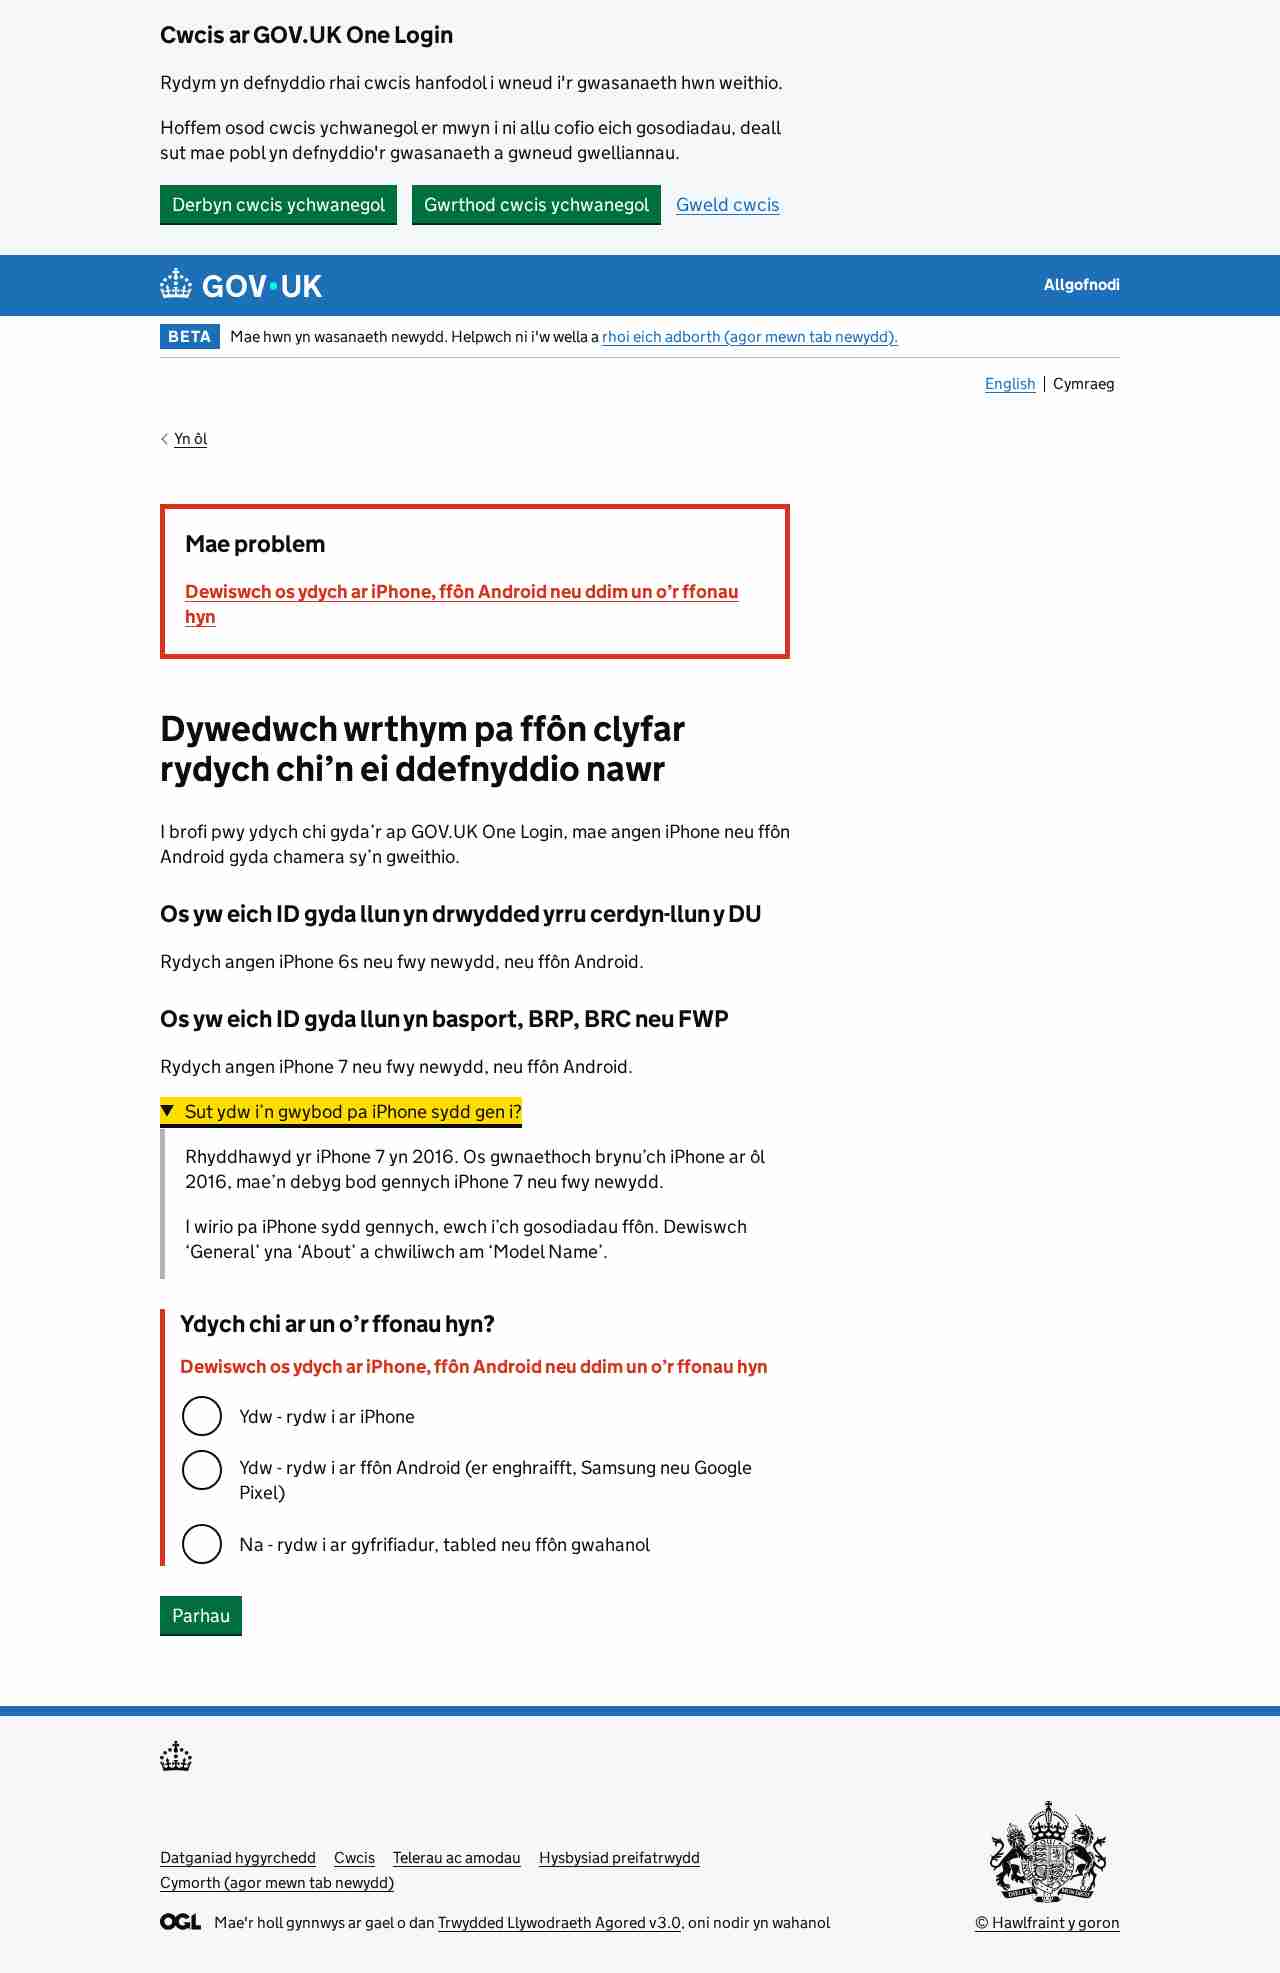 Cwcis ar GOV.UK One Login
Rydym yn defnyddio rhai cwcis hanfodol i wneud i'r gwasanaeth hwn weithio.
Hoffem osod cwcis ychwanegol er mwyn i ni allu cofio eich gosodiadau, deall
sut mae pobl yn defnyddio'r gwasanaeth a gwneud gwelliannau.
Derbyn cwcis ychwanegol Gwrthod cwcis ychwanegol Gweld cwcis
GOV·UK Allgofnodi
BETA Mae hwn yn wasanaeth newydd. Helpwch ni i'w wella a rhoi eich adborth (agor mewn tab newydd).
English Cymraeg
Yn ôl
Mae problem
Dewiswch os ydych ar iPhone, ffôn Android neu ddim un o’r ffonau
hyn
Dywedwch wrthym pa ffôn clyfar
rydych chi’n ei ddefnyddio nawr
I brofi pwy ydych chi gyda’r ap GOV.UK One Login, mae angen iPhone neu ffôn
Android gyda chamera sy’n gweithio.
Os yw eich ID gyda llun yn drwydded yrru cerdyn-llun y DU
Rydych angen iPhone 6s neu fwy newydd, neu ffôn Android.
Os yw eich ID gyda llun yn basport, BRP, BRC neu FWP
Rydych angen iPhone 7 neu fwy newydd, neu ffôn Android.
Sut ydw i’n gwybod pa iPhone sydd gen i?
Rhyddhawyd yr iPhone 7 yn 2016. Os gwnaethoch brynu’ch iPhone ar ôl
2016, mae’n debyg bod gennych iPhone 7 neu fwy newydd.
I wirio pa iPhone sydd gennych, ewch i’ch gosodiadau ffôn. Dewiswch
‘General’ yna ‘About’ a chwiliwch am ‘Model Name’.
Ydych chi ar un o’r ffonau hyn?
Dewiswch os ydych ar iPhone, ffôn Android neu ddim un o’r ffonau hyn
Ydw - rydw i ar iPhone
Ydw - rydw i ar ffôn Android (er enghraifft, Samsung neu Google
Pixel)
Na - rydw i ar gyfrifiadur, tabled neu ffôn gwahanol
Parhau
Datganiad hygyrchedd Cwcis Telerau ac amodau Hysbysiad preifatrwydd
Cymorth (agor mewn tab newydd)
OGL Mae'r holl gynnwys ar gael o dan Trwydded Llywodraeth Agored v3.0, oni nodir yn wahanol
© Hawlfraint y goron